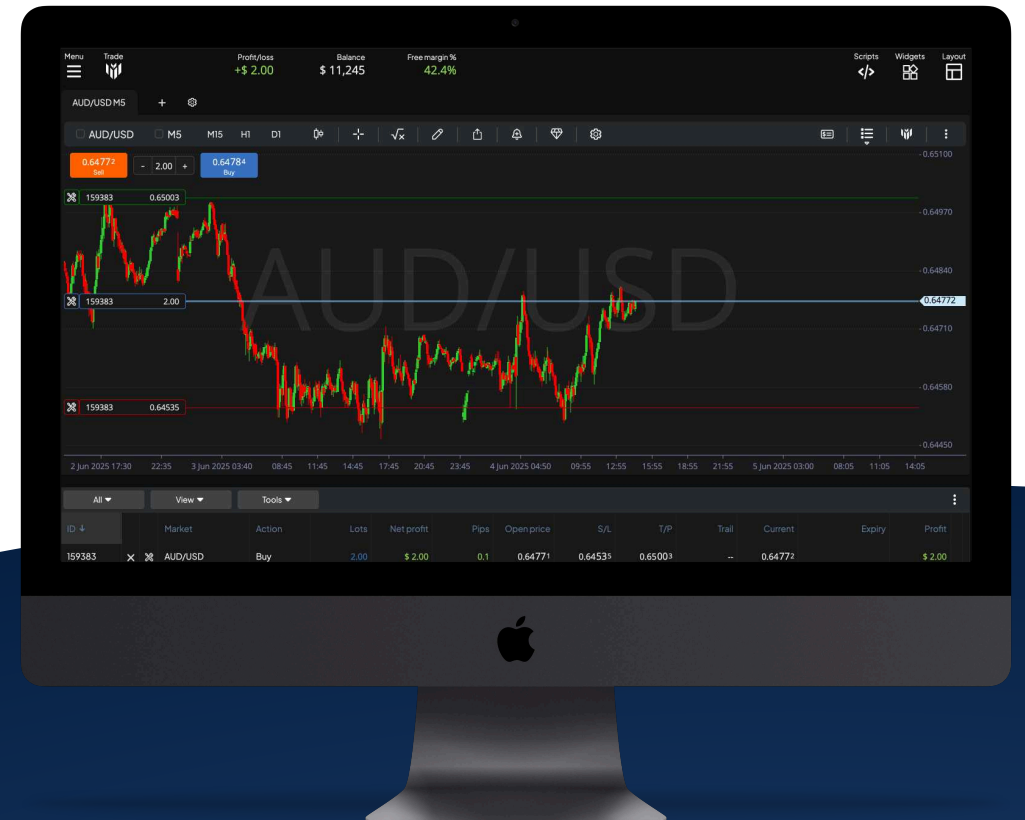 Menu Trade Profit/loss Balance Free margin % Scripts Widgets Layout
+$ 2.00 $ 11,245 42.4% </>
AUD/USD M5 +
AUD/USD M5 M15 H1 D1 √x
0.64772 Sell - 2.00 + 0.64784 Buy
0.65100
159383 0.65003
0.64970
AUD/USD
0.64840
159383 2.00 0.64772
0.64710
0.64580
159383 0.64535
0.64450
2 Jun 2025 17:30 22:35 3 Jun 2025 03:40 08:45 11:45 14:45 17:45 20:45 23:45 4 Jun 2025 04:50 09:55 12:55 15:55 18:55 21:55 5 Jun 2025 03:00 08:05 11:05 14:05
All View Tools
ID Market Action Lots Net profit Pips Open price S/L T/P Trail Current Expiry Profit
159383 AUD/USD Buy 2.00 $ 2.00 0.1 0.64771 0.64535 0.65003 -- 0.64772 $ 2.00